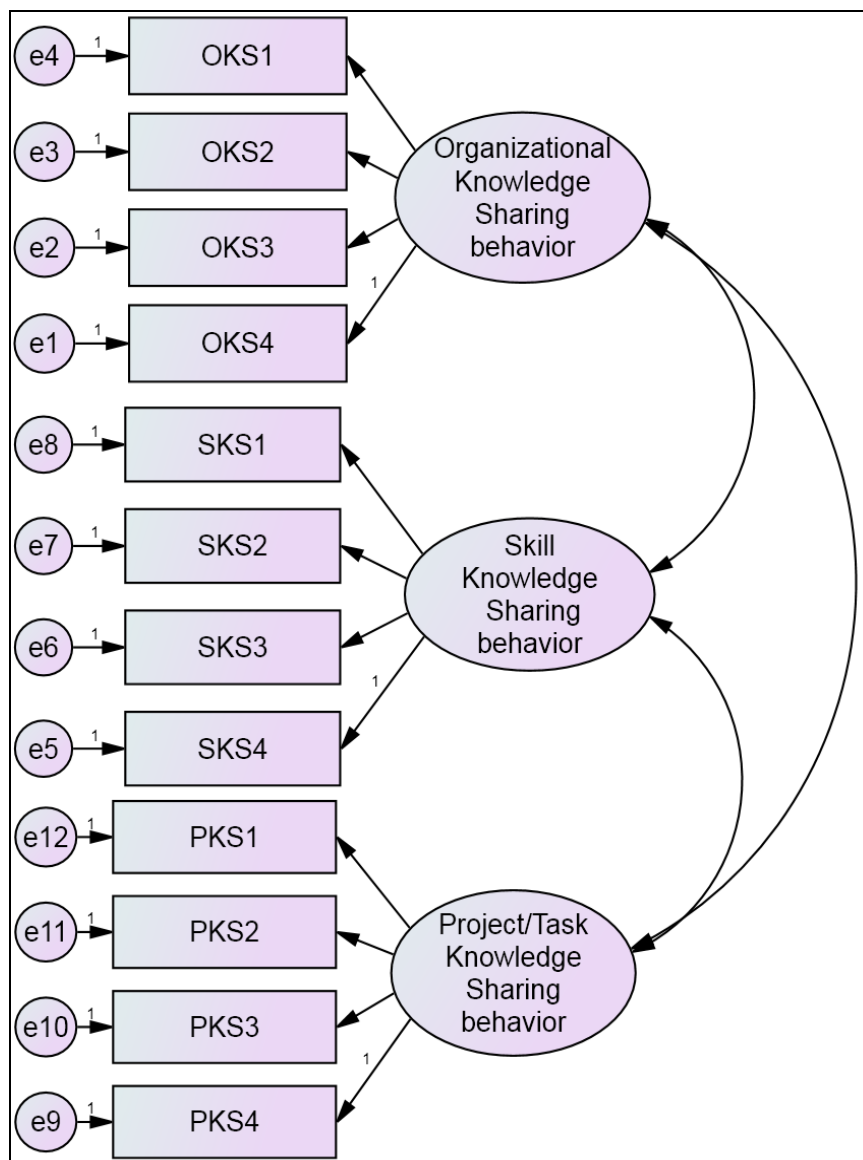 e4
1
OKS1
e3
1
OKS2
e2
1
OKS3
e1
1
OKS4
1
Organizational
Knowledge
Sharing
behavior
e8
1
SKS1
e7
1
SKS2
e6
1
SKS3
e5
1
SKS4
1
Skill
Knowledge
Sharing
behavior
e12
1
PKS1
e11
1
PKS2
e10
1
PKS3
e9
1
PKS4
1
Project/Task
Knowledge
Sharing
behavior